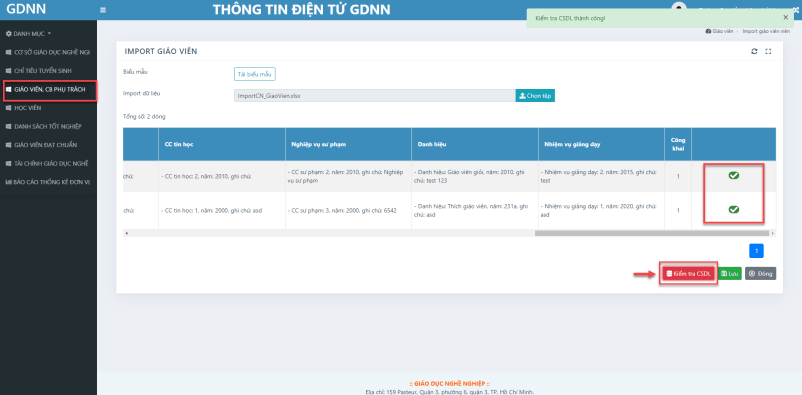 GDNN
THÔNG TIN ĐIỆN TỬ GDNN
Kiểm tra CSDL thành công!
×
DANH MỤC
CƠ SỞ GIÁO DỤC NGHỀ NGI
CHỈ TIÊU TUYỂN SINH
GIÁO VIÊN, CB PHỤ TRÁCH
HỌC VIÊN
DANH SÁCH TỐT NGHIỆP
GIÁO VIÊN ĐẠT CHUẨN
TÀI CHÍNH GIÁO DỤC NGHỀ
BÁO CÁO THỐNG KÊ ĐƠN VỊ
Giáo viên - Import giáo viên viên
IMPORT GIÁO VIÊN
Biểu mẫu
Tải biểu mẫu
Import dữ liệu
ImportCN_GiaoVien.xlsx
Chọn tệp
Tổng số: 2 dòng
CC tin học
Nghiệp vụ sư phạm
Danh hiệu
Nhiệm vụ giảng dạy
Công
khai
chú:
- CC tin học: 2, năm: 2010, ghi chú:
- CC sư phạm: 2, năm: 2010, ghi chú: Nghiệp
vụ sư phạm
- Danh hiệu: Giáo viên giỏi, năm: 2010, ghi
chú: test 123
- Nhiệm vụ giảng dạy: 2, năm: 2015, ghi chú:
test
1
chú:
- CC tin học: 1, năm: 2000, ghi chú: asd
- CC sư phạm: 3, năm: 2000, ghi chú: 6542
- Danh hiệu: Thích giáo viên, năm: 231a, ghi
chú: asd
- Nhiệm vụ giảng dạy: 1, năm: 2020, ghi chú:
asd
1
1
Kiểm tra CSDL
Lưu
Đóng
:: GIÁO DỤC NGHỀ NGHIỆP ::
Địa chỉ: 159 Pasteur, Quận 3, phường 6, quận 3, TP. Hồ Chí Minh.